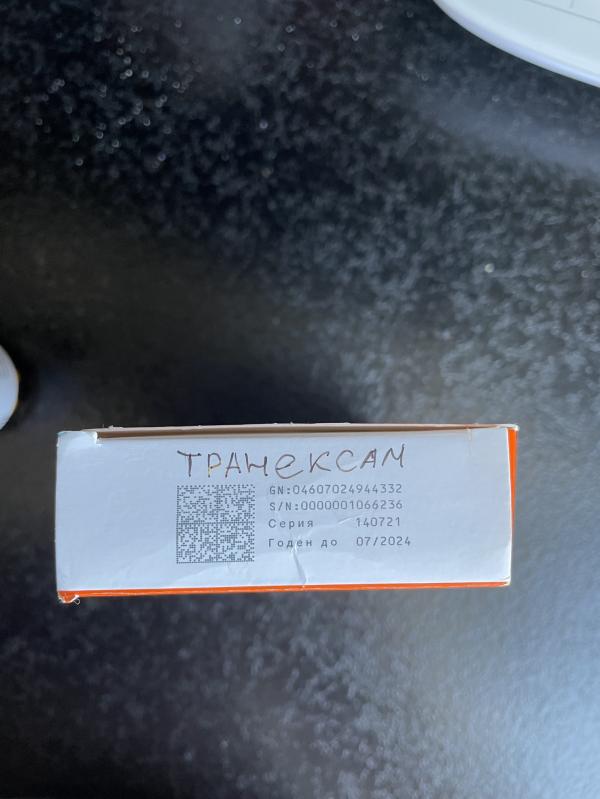 ТРАНЕКСАМ
GN:04607024944332
S/N:0000001066236
Серия 140721
Годен до 07/2024